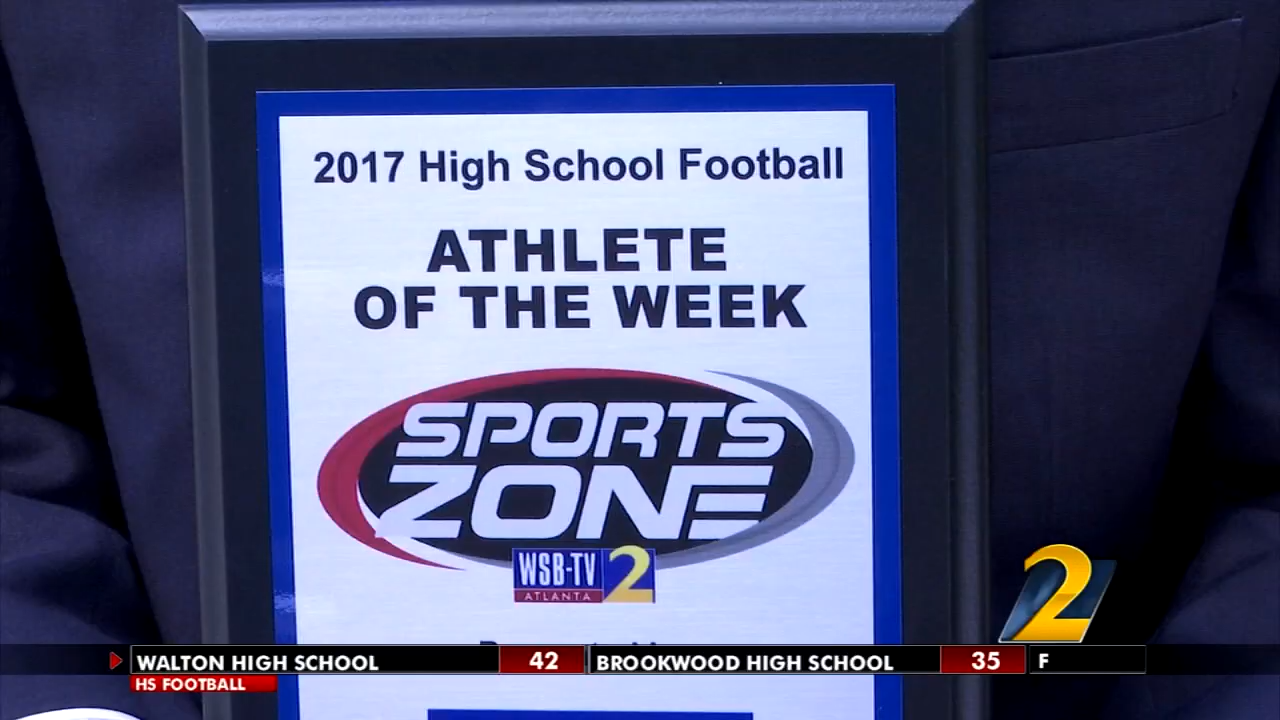 2017 High School Football
ATHLETE
OF THE WEEK
SPORTS
ZONE
WSB-TV 2
ATLANTA
2
WALTON HIGH SCHOOL 42 BROOKWOOD HIGH SCHOOL 35 F
HS FOOTBALL